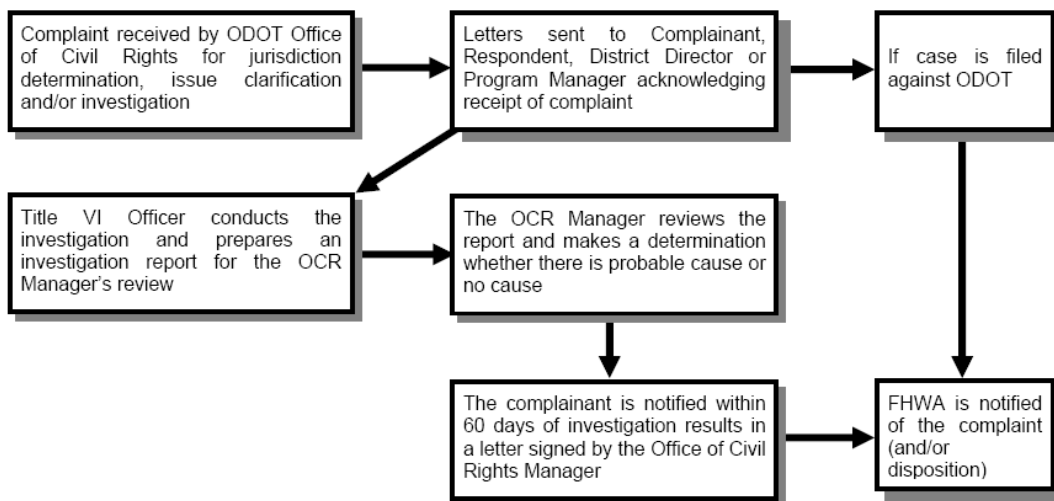 Complaint received by ODOT Office
of Civil Rights for jurisdiction
determination, issue clarification
and/or investigation
Letters sent to Complainant,
Respondent, District Director or
Program Manager acknowledging
receipt of complaint
If case is filed
against ODOT
Title VI Officer conducts the
investigation and prepares an
investigation report for the OCR
Manager's review
The OCR Manager reviews the
report and makes a determination
whether there is probable cause or
no cause
The complainant is notified within
60 days of investigation results in
a letter signed by the Office of Civil
Rights Manager
FHWA is notified
of the complaint
(and/or
disposition)